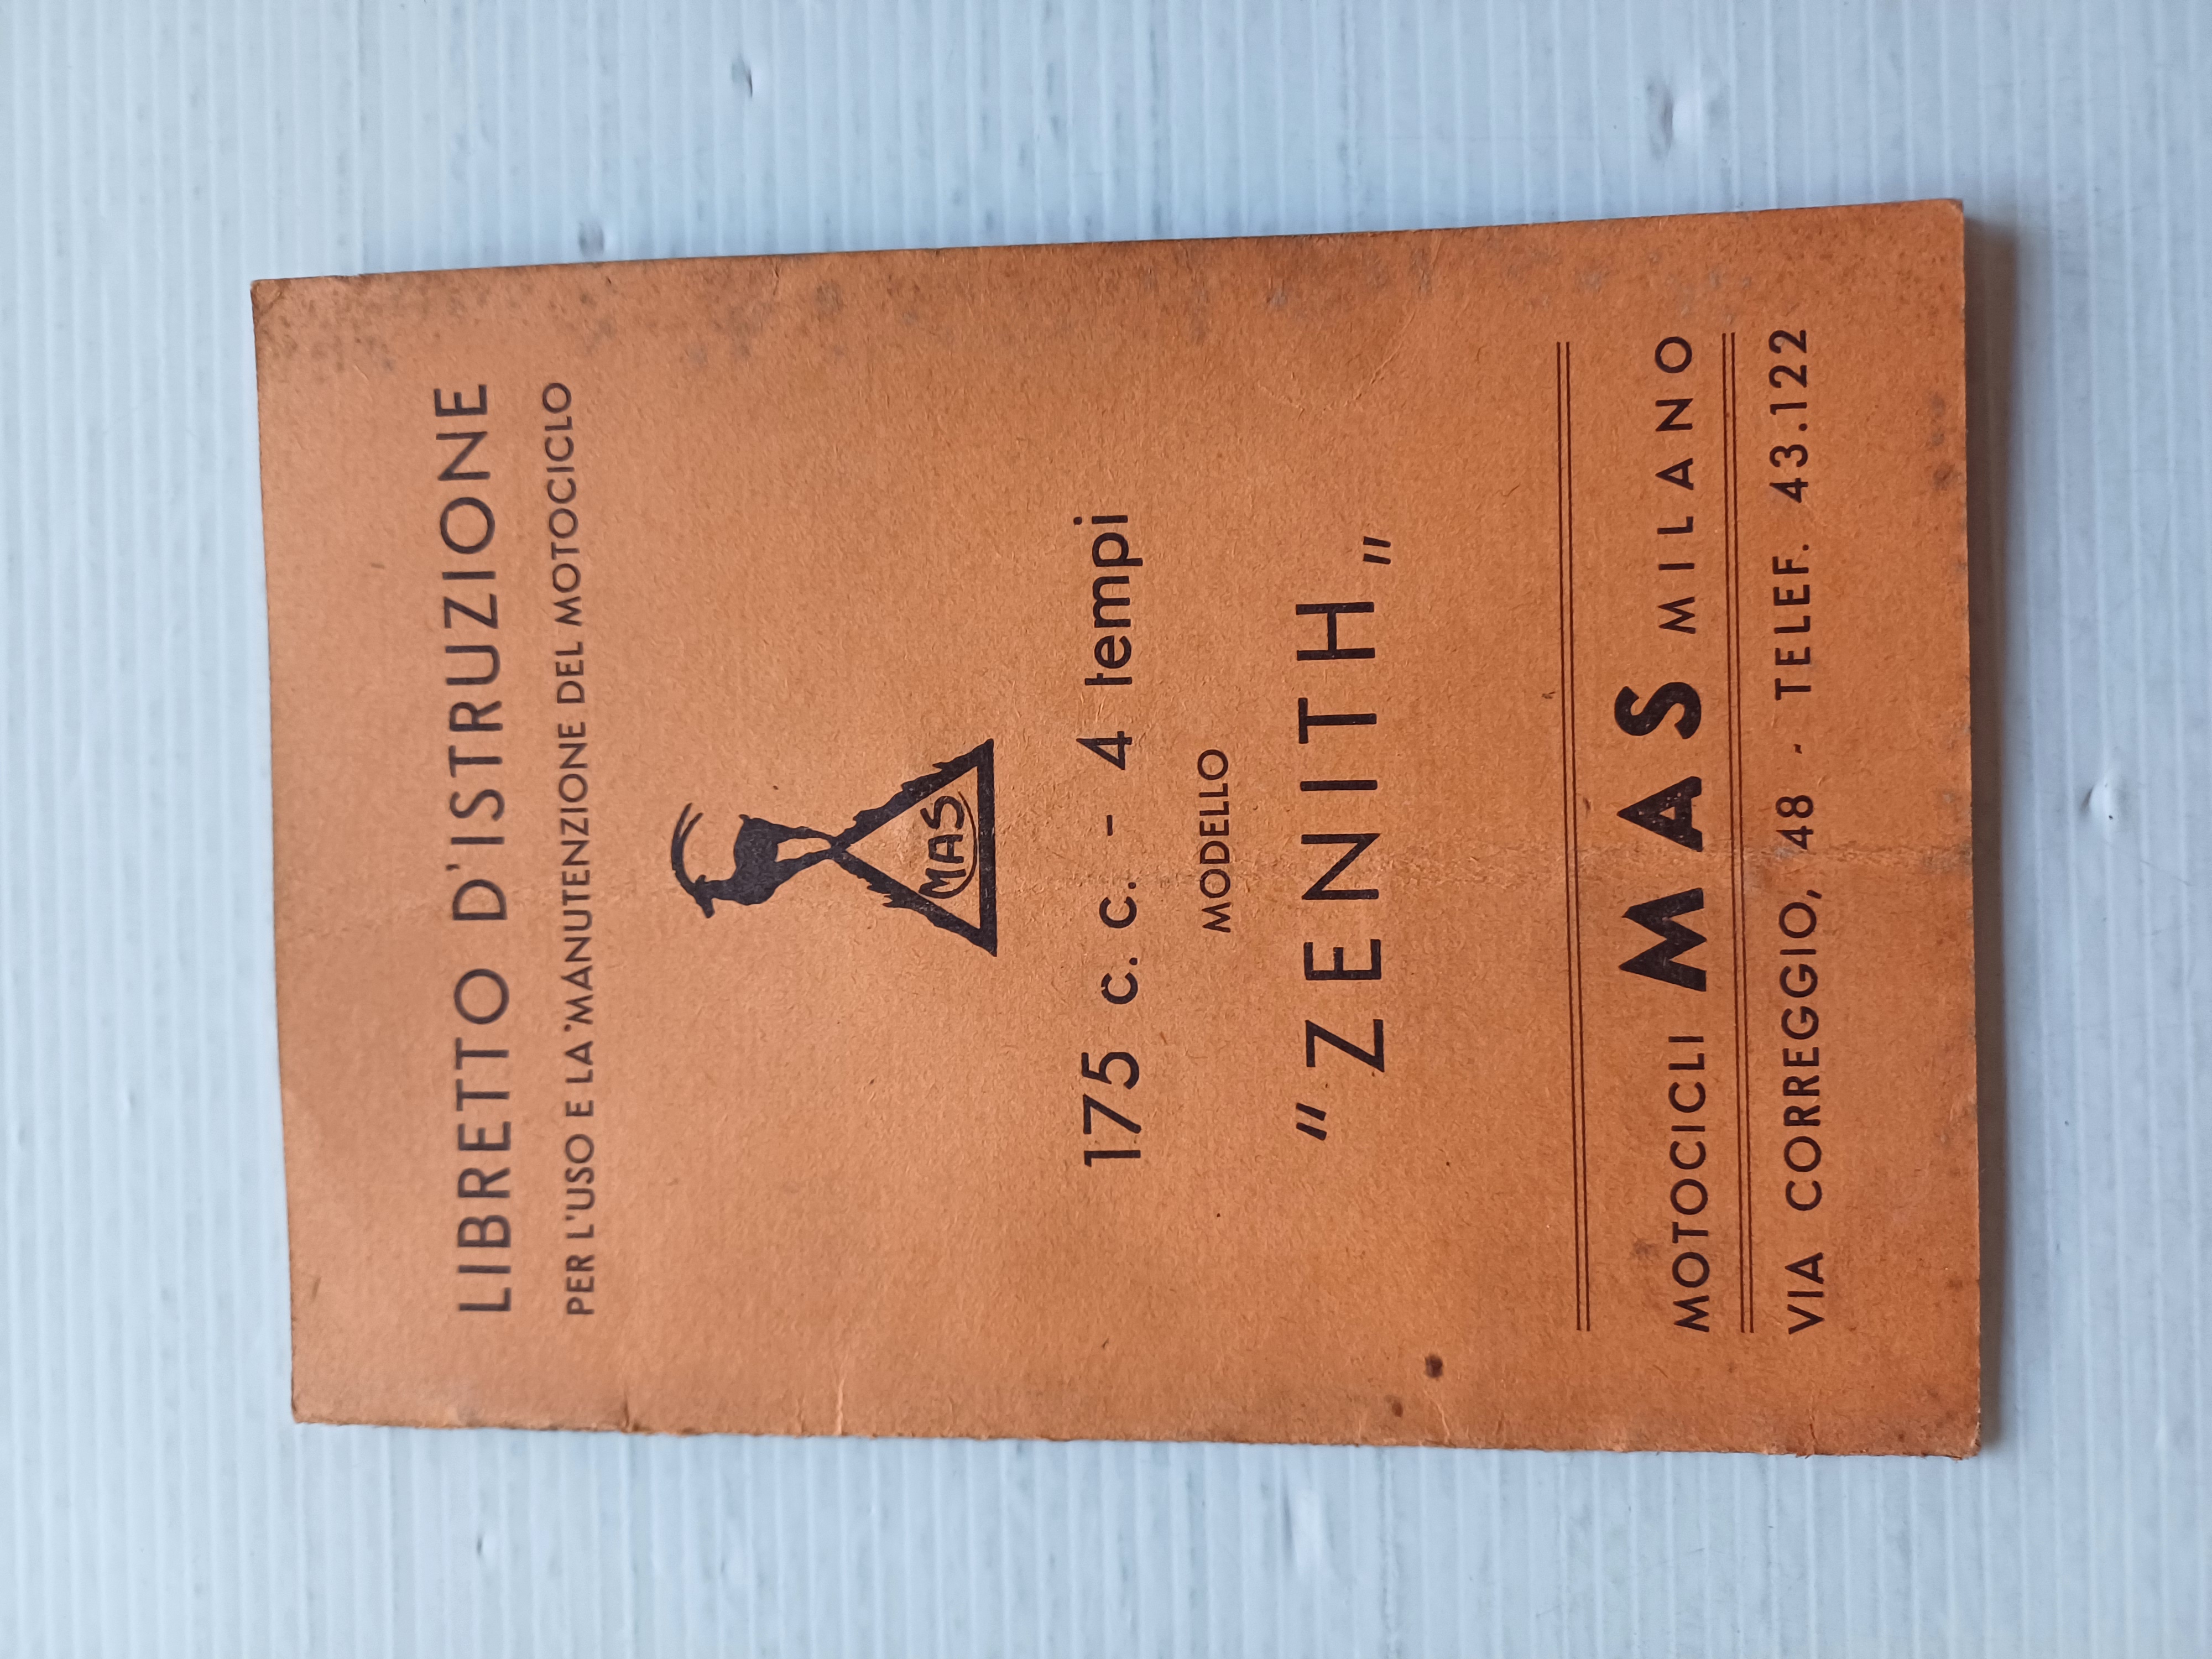 LIBRETTO D'ISTRUZIONE
PER L'USO E LA MANUTENZIONE DEL MOTOCICLO
MAS
175 c. c. - 4 tempi
MODELLO
"ZENITH"
MOTOCICLI MAS MILANO
VIA CORREGGIO, 48 - TELEF. 43.122